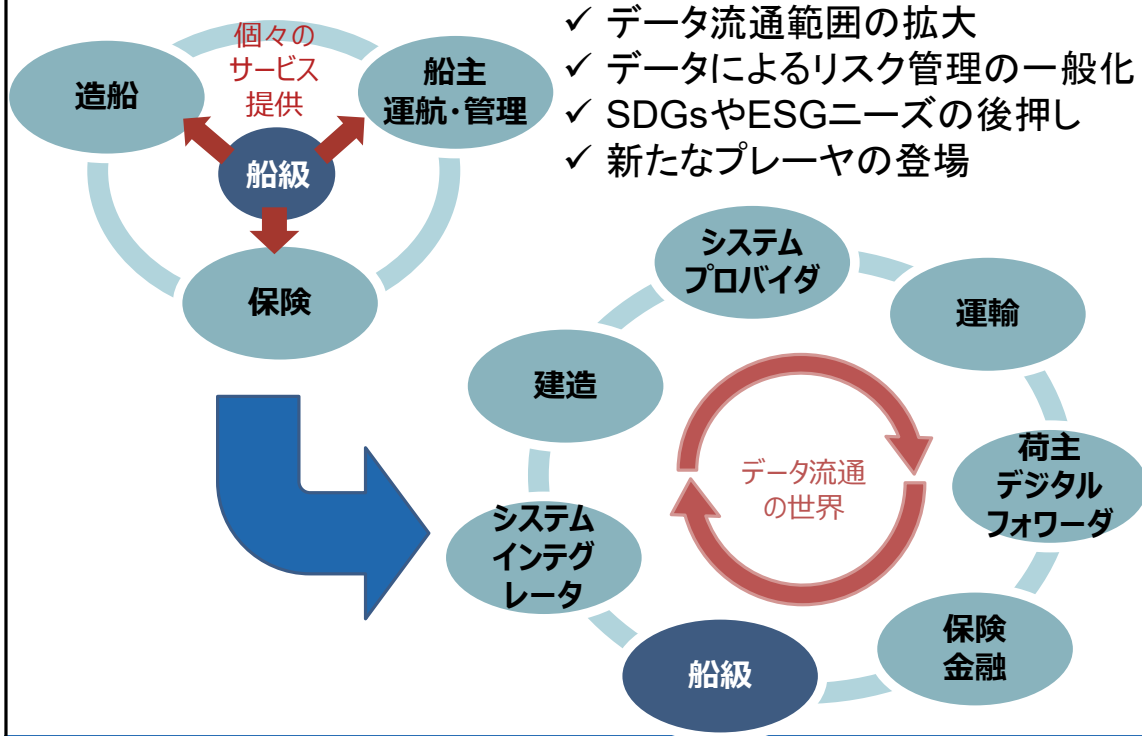 個々の
サービス
提供
造船
船主
運航・管理
船級
保険
✓ データ流通範囲の拡大
✓ データによるリスク管理の一般化
✓ SDGsやESGニーズの後押し
✓ 新たなプレーヤの登場
システム
プロバイダ
運輸
建造
荷主
デジタル
フォワーダ
データ流通
の世界
システム
インテグ
レータ
保険
金融
船級